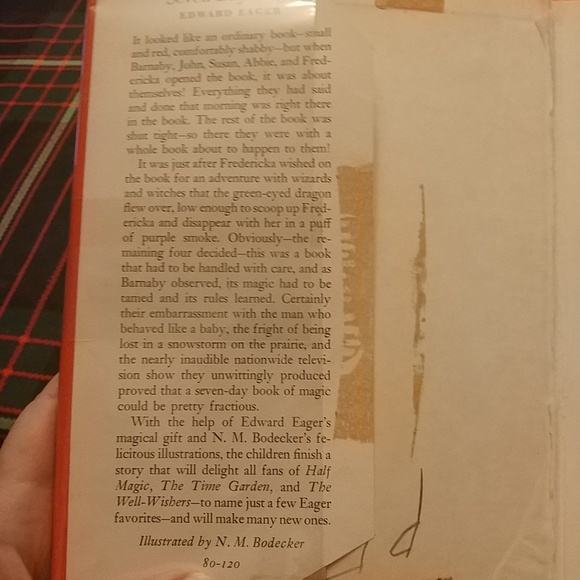 EDWARD EAGER
It looked like an ordinary book—small
and red, comfortably shabby—but when
Barnaby, John, Susan, Abbie, and Fred-
ericka opened the book, it was about
themselves! Everything they had said
and done that morning was right there
in the book. The rest of the book was
shut tight—so there they were with a
whole book about to happen to them!
It was just after Fredericka wished on
the book for an adventure with wizards
and witches that the green-eyed dragon
flew over, low enough to scoop up Fred-
ericka and disappear with her in a puff
of purple smoke. Obviously—the re-
maining four decided—this was a book
that had to be handled with care, and as
Barnaby observed, its magic had to be
tamed and its rules learned. Certainly
their embarrassment with the man who
behaved like a baby, the fright of being
lost in a snowstorm on the prairie, and
the nearly inaudible nationwide televi-
sion show they unwittingly produced
proved that a seven-day book of magic
could be pretty fractious.
With the help of Edward Eager's
magical gift and N. M. Bodecker's fe-
licitous illustrations, the children finish a
story that will delight all fans of Half
Magic, The Time Garden, and The
Well-Wishers—to name just a few Eager
favorites—and will make many new ones.
Illustrated by N. M. Bodecker
80-120